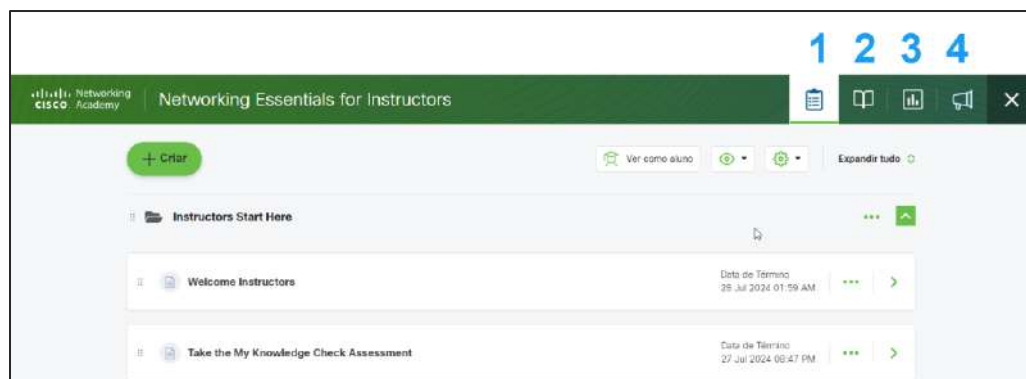 1 2 3 4
Networking
CISCO Academy
Networking Essentials for Instructors
+ Criar
Ver como aluno
Expandir tudo
Instructors Start Here
Welcome Instructors
Data de Término
28 Jul 2024 01:59 AM
Take the My Knowledge Check Assessment
Data de Término
27 Jul 2024 08:47 PM